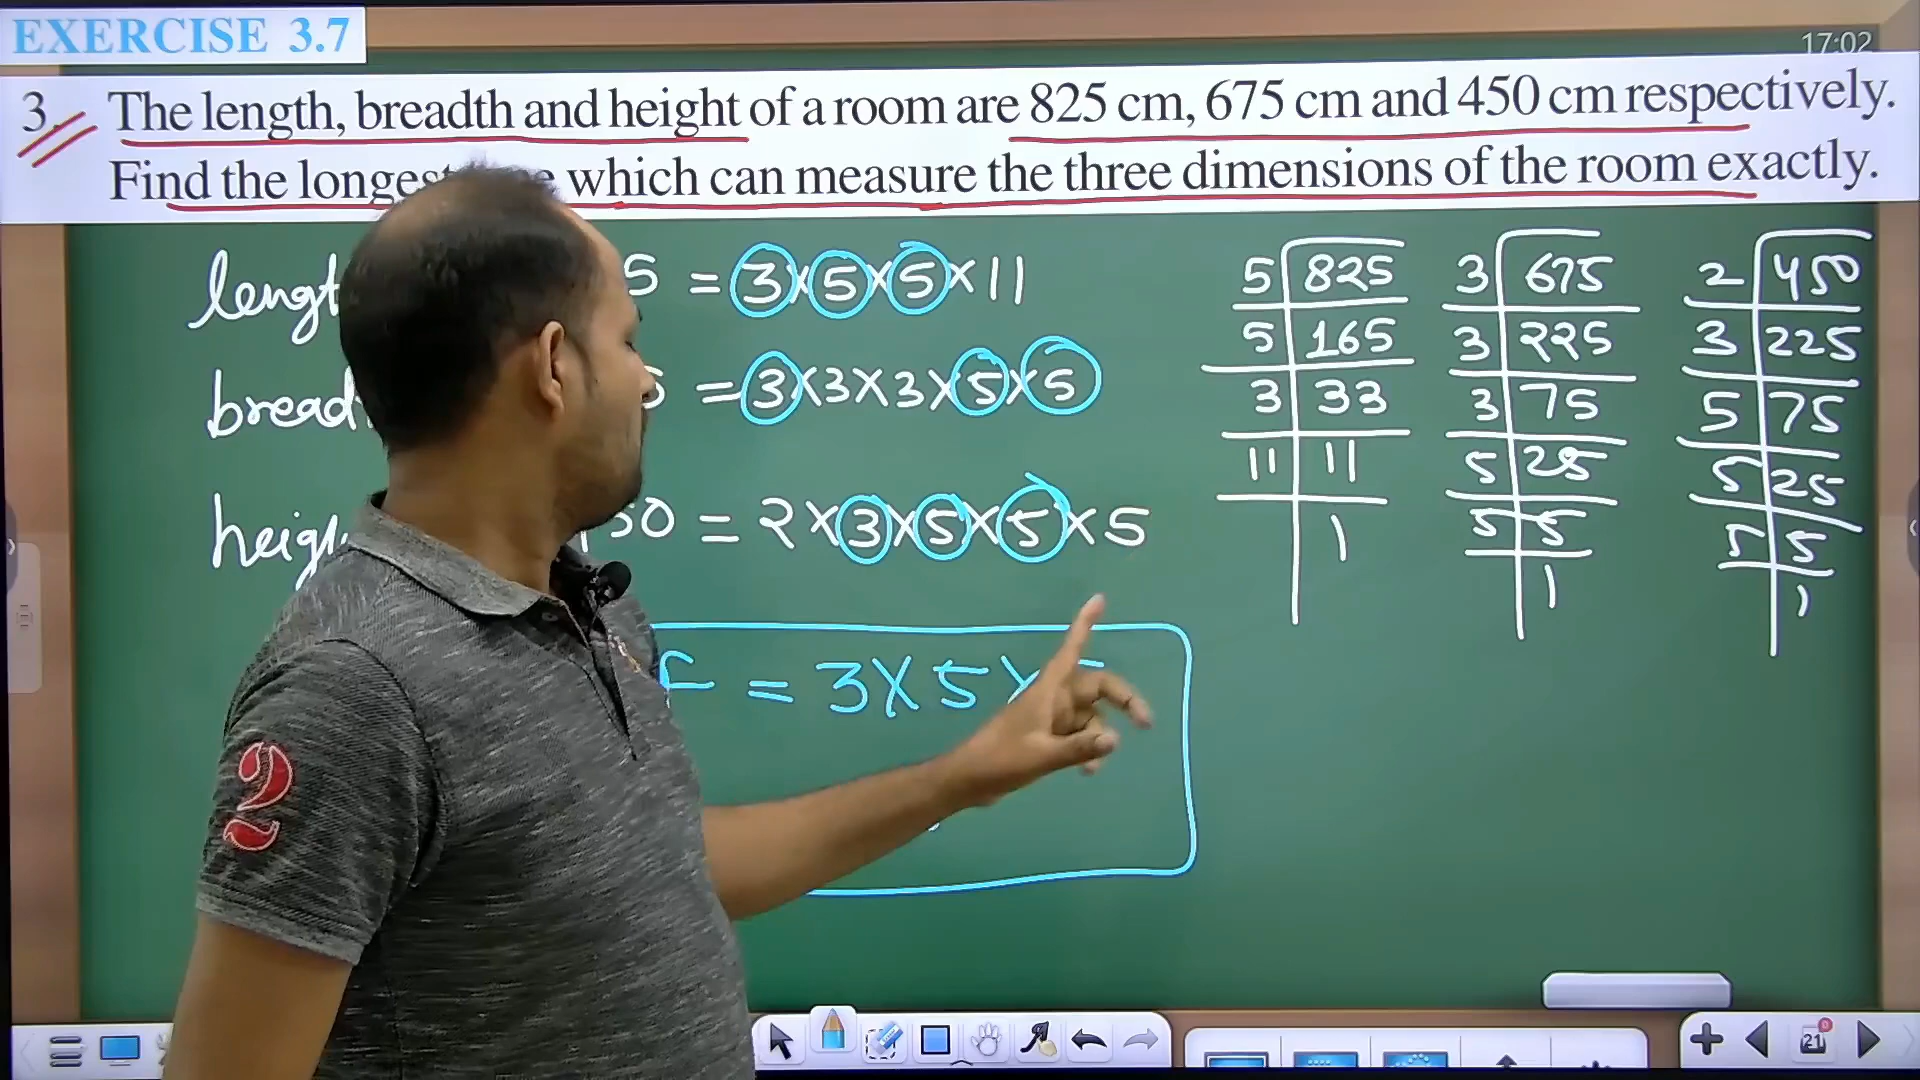 EXERCISE 3.7
17:02
3. The length, breadth and height of a room are 825 cm, 675 cm and 450 cm respectively.
Find the longest which can measure the three dimensions of the room exactly.
5 = 3×5×5×11
5 = 3×3×3×5×5
50 = 2×3×5×5×5
F = 3×5×5
5 825
5 165
3 33
11 11
1
3 675
3 225
3 75
5 25
5 5
1
2 450
3 225
5 75
5 25
5 5
1
2
21